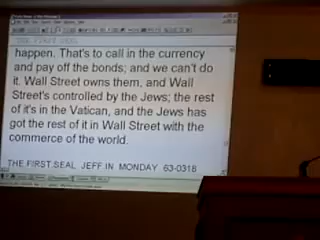 happen. That's to call in the currency
and pay off the bonds; and we can't do
it. Wall Street owns them, and Wall
Street's controlled by the Jews; the rest
of it's in the Vatican, and the Jews has
got the rest of it in Wall Street with the
commerce of the world.
THE.FIRST.SEAL JEFF.IN MONDAY 63-0318